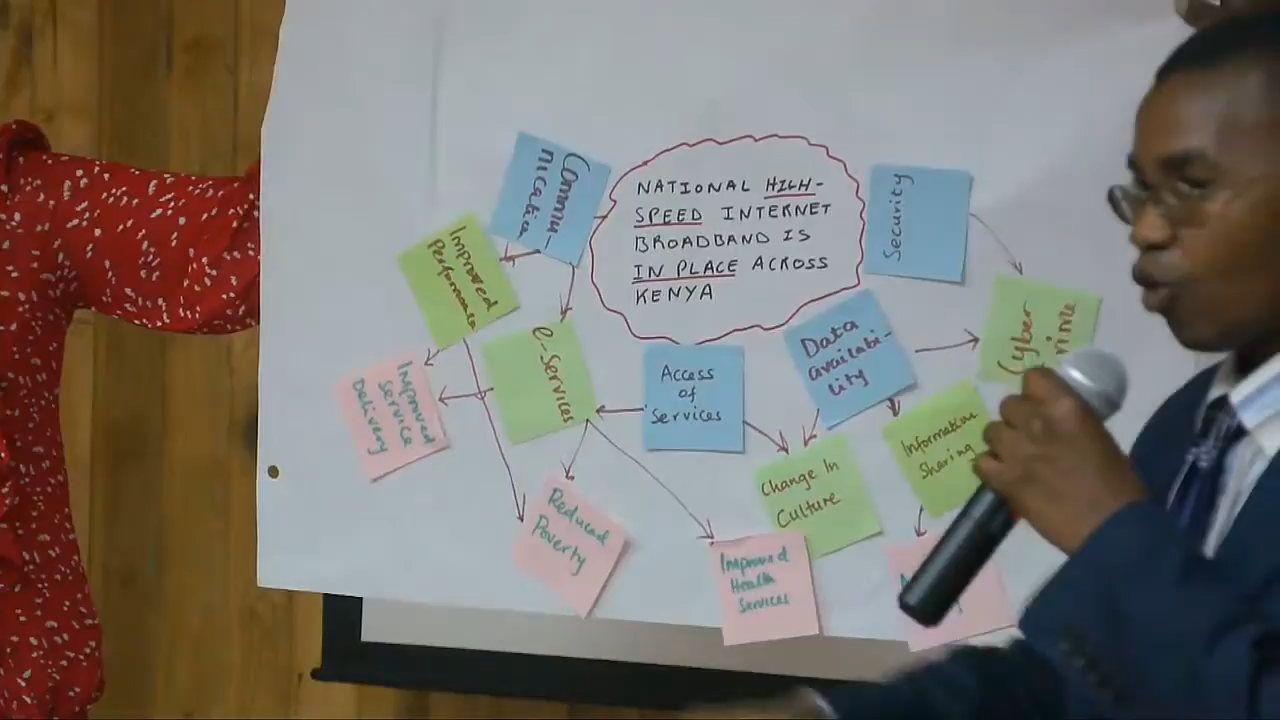 NATIONAL HIGH-
SPEED INTERNET
BROADBAND IS
IN PLACE ACROSS
KENYA
Commu-
nication
Security
Improved
Performance
e-Services
Access
of
Services
Data
availabi-
lity
Cyber
Information
Sharing
Change In
Culture
Improved
Service
Delivery
Reduced
Poverty
Improved
Health
Services